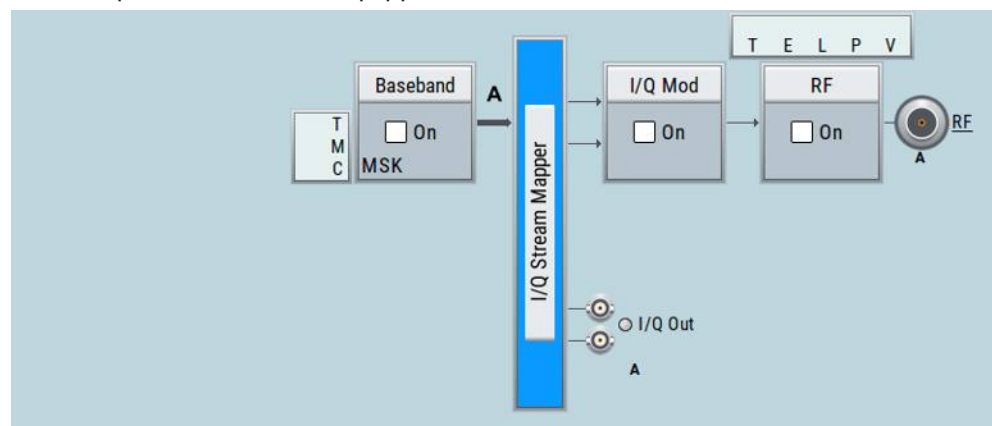 T E L P V
Baseband
A
I/Q Mod
RF
T
M
C
On
MSK
On
On
RF
A
I/Q Stream Mapper
I/Q Out
A